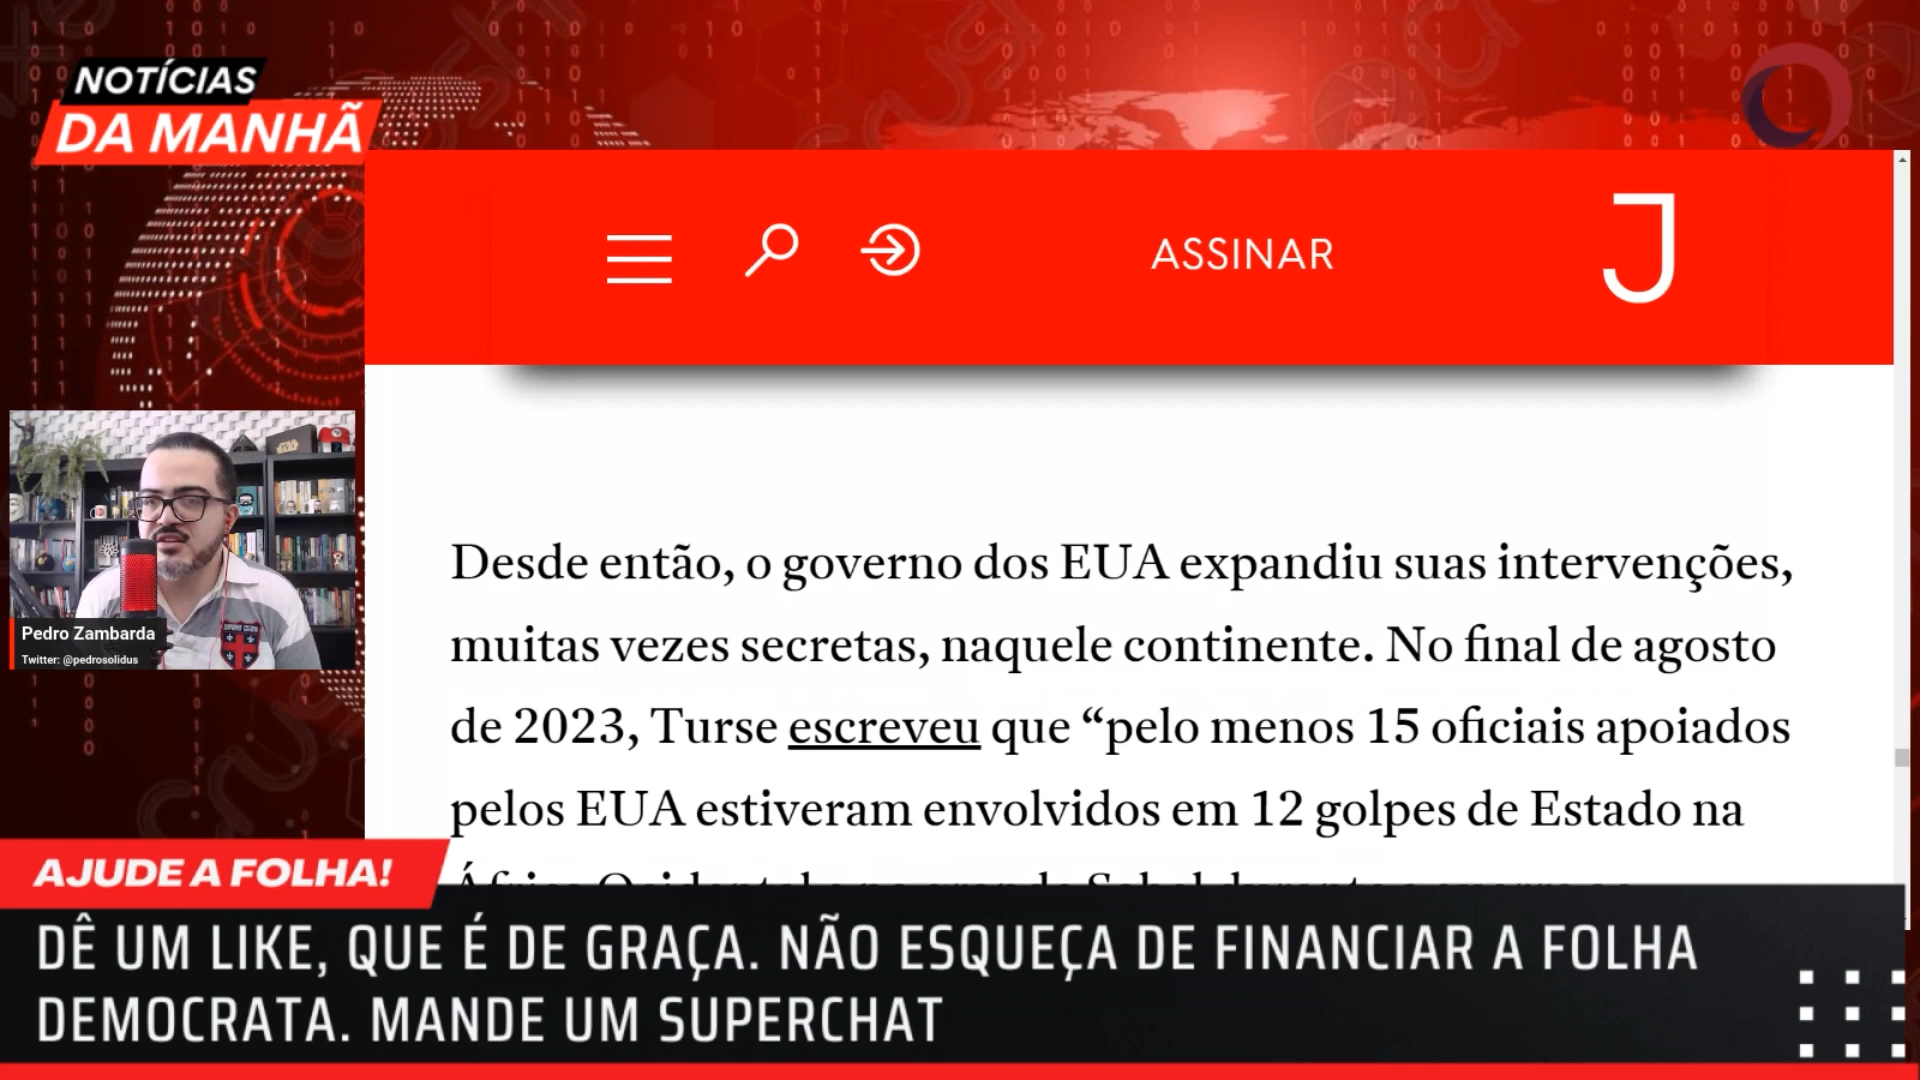 NOTÍCIAS
DA MANHÃ
ASSINAR
J
Desde então, o governo dos EUA expandiu suas intervenções,
muitas vezes secretas, naquele continente. No final de agosto
de 2023, Turse escreveu que “pelo menos 15 oficiais apoiados
pelos EUA estiveram envolvidos em 12 golpes de Estado na
Pedro Zambarda
Twitter: @pedrosolidus
AJUDE A FOLHA!
DÊ UM LIKE, QUE É DE GRAÇA. NÃO ESQUEÇA DE FINANCIAR A FOLHA
DEMOCRATA. MANDE UM SUPERCHAT